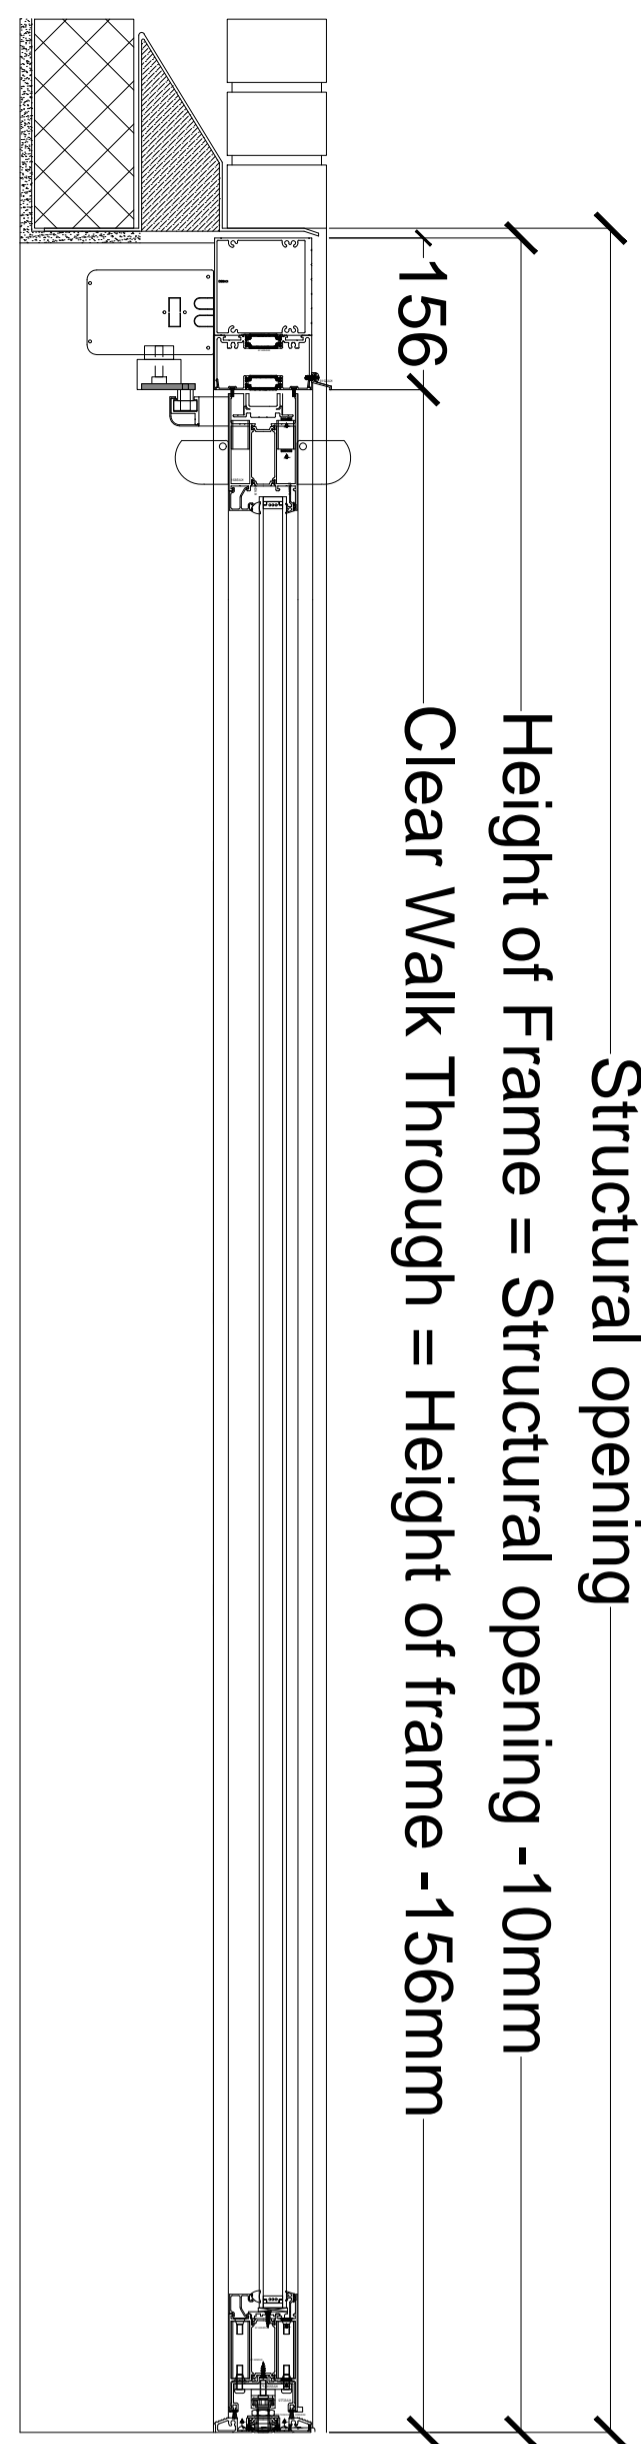 156
Clear Walk Through = Height of frame -156mm
Height of Frame = Structural opening -10mm
Structural opening